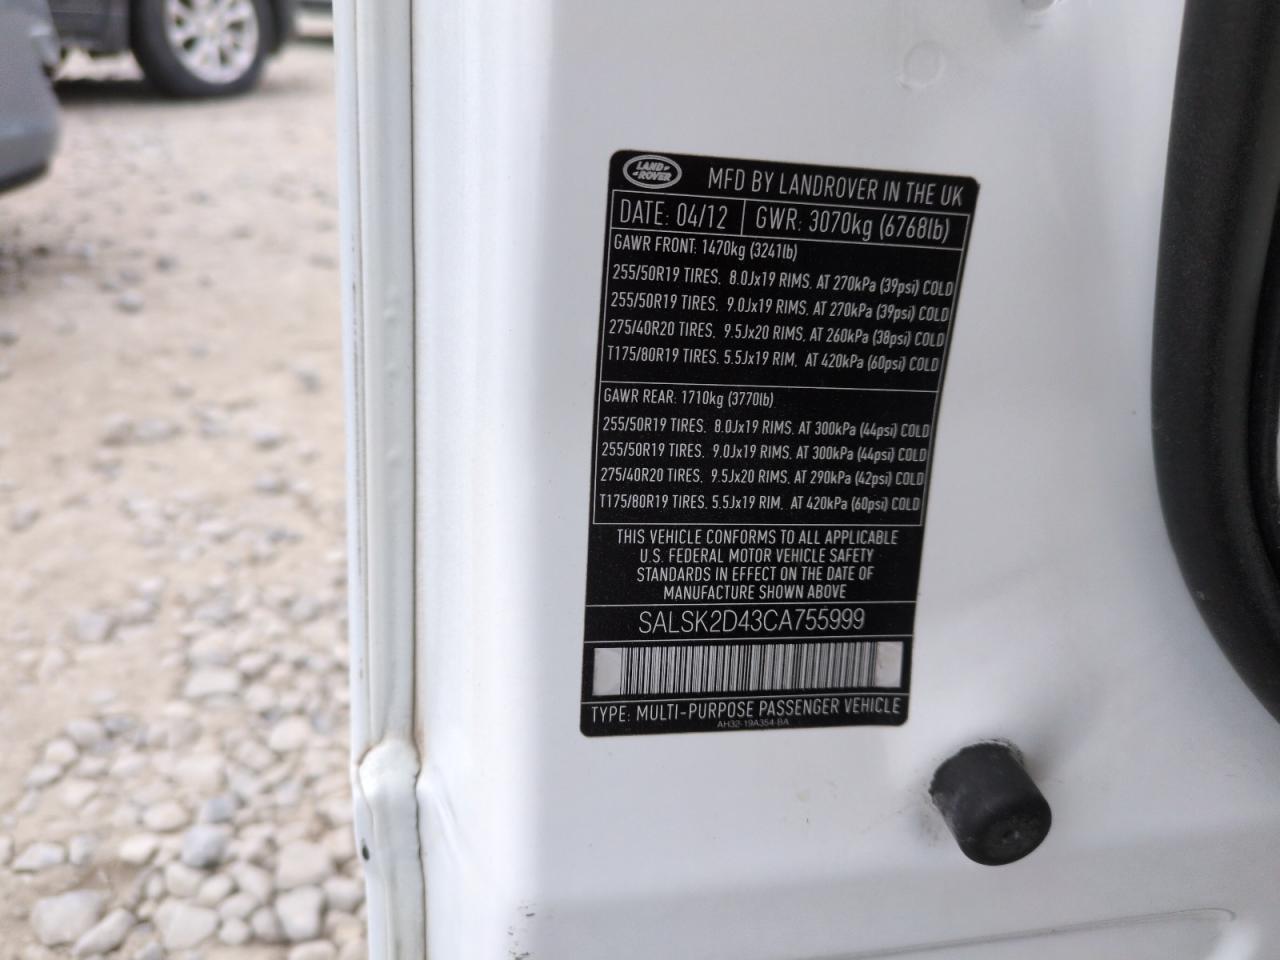 LAND-
-ROVER
MFD BY LANDROVER IN THE UK
DATE: 04/12 GWR: 3070kg (6768lb)
GAWR FRONT: 1470kg (3241lb)
255/50R19 TIRES, 8.0Jx19 RIMS, AT 270kPa (39psi) COLD
255/50R19 TIRES, 9.0Jx19 RIMS, AT 270kPa (39psi) COLD
275/40R20 TIRES, 9.5Jx20 RIMS, AT 260kPa (38psi) COLD
T175/80R19 TIRES, 5.5Jx19 RIM, AT 420kPa (60psi) COLD
GAWR REAR: 1710kg (3770lb)
255/50R19 TIRES, 8.0Jx19 RIMS, AT 300kPa (44psi) COLD
255/50R19 TIRES, 9.0Jx19 RIMS, AT 300kPa (44psi) COLD
275/40R20 TIRES, 9.5Jx20 RIMS, AT 290kPa (42psi) COLD
T175/80R19 TIRES, 5.5Jx19 RIM, AT 420kPa (60psi) COLD
THIS VEHICLE CONFORMS TO ALL APPLICABLE
U.S. FEDERAL MOTOR VEHICLE SAFETY
STANDARDS IN EFFECT ON THE DATE OF
MANUFACTURE SHOWN ABOVE
SALSK2D43CA755999
TYPE: MULTI-PURPOSE PASSENGER VEHICLE
AH32-19A354-BA